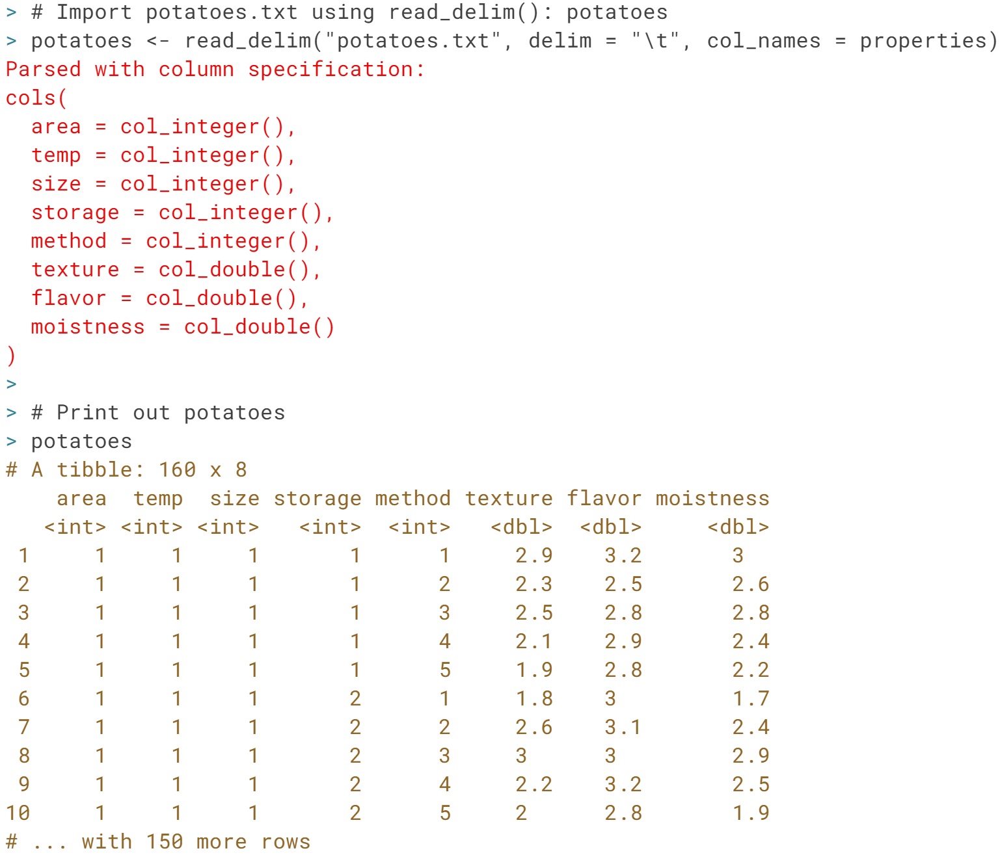 > # Import potatoes.txt using read_delim(): potatoes
> potatoes <- read_delim("potatoes.txt", delim = "\t", col_names = properties)
Parsed with column specification:
cols(
  area = col_integer(),
  temp = col_integer(),
  size = col_integer(),
  storage = col_integer(),
  method = col_integer(),
  texture = col_double(),
  flavor = col_double(),
  moistness = col_double()
)
>
> # Print out potatoes
> potatoes
# A tibble: 160 x 8
    area  temp  size storage method texture flavor moistness
   <int> <int> <int>   <int>  <int>   <dbl>  <dbl>     <dbl>
 1     1     1     1       1      1     2.9    3.2       3
 2     1     1     1       1      2     2.3    2.5       2.6
 3     1     1     1       1      3     2.5    2.8       2.8
 4     1     1     1       1      4     2.1    2.9       2.4
 5     1     1     1       1      5     1.9    2.8       2.2
 6     1     1     1       2      1     1.8    3         1.7
 7     1     1     1       2      2     2.6    3.1       2.4
 8     1     1     1       2      3     3      3         2.9
 9     1     1     1       2      4     2.2    3.2       2.5
10     1     1     1       2      5     2      2.8       1.9
# ... with 150 more rows